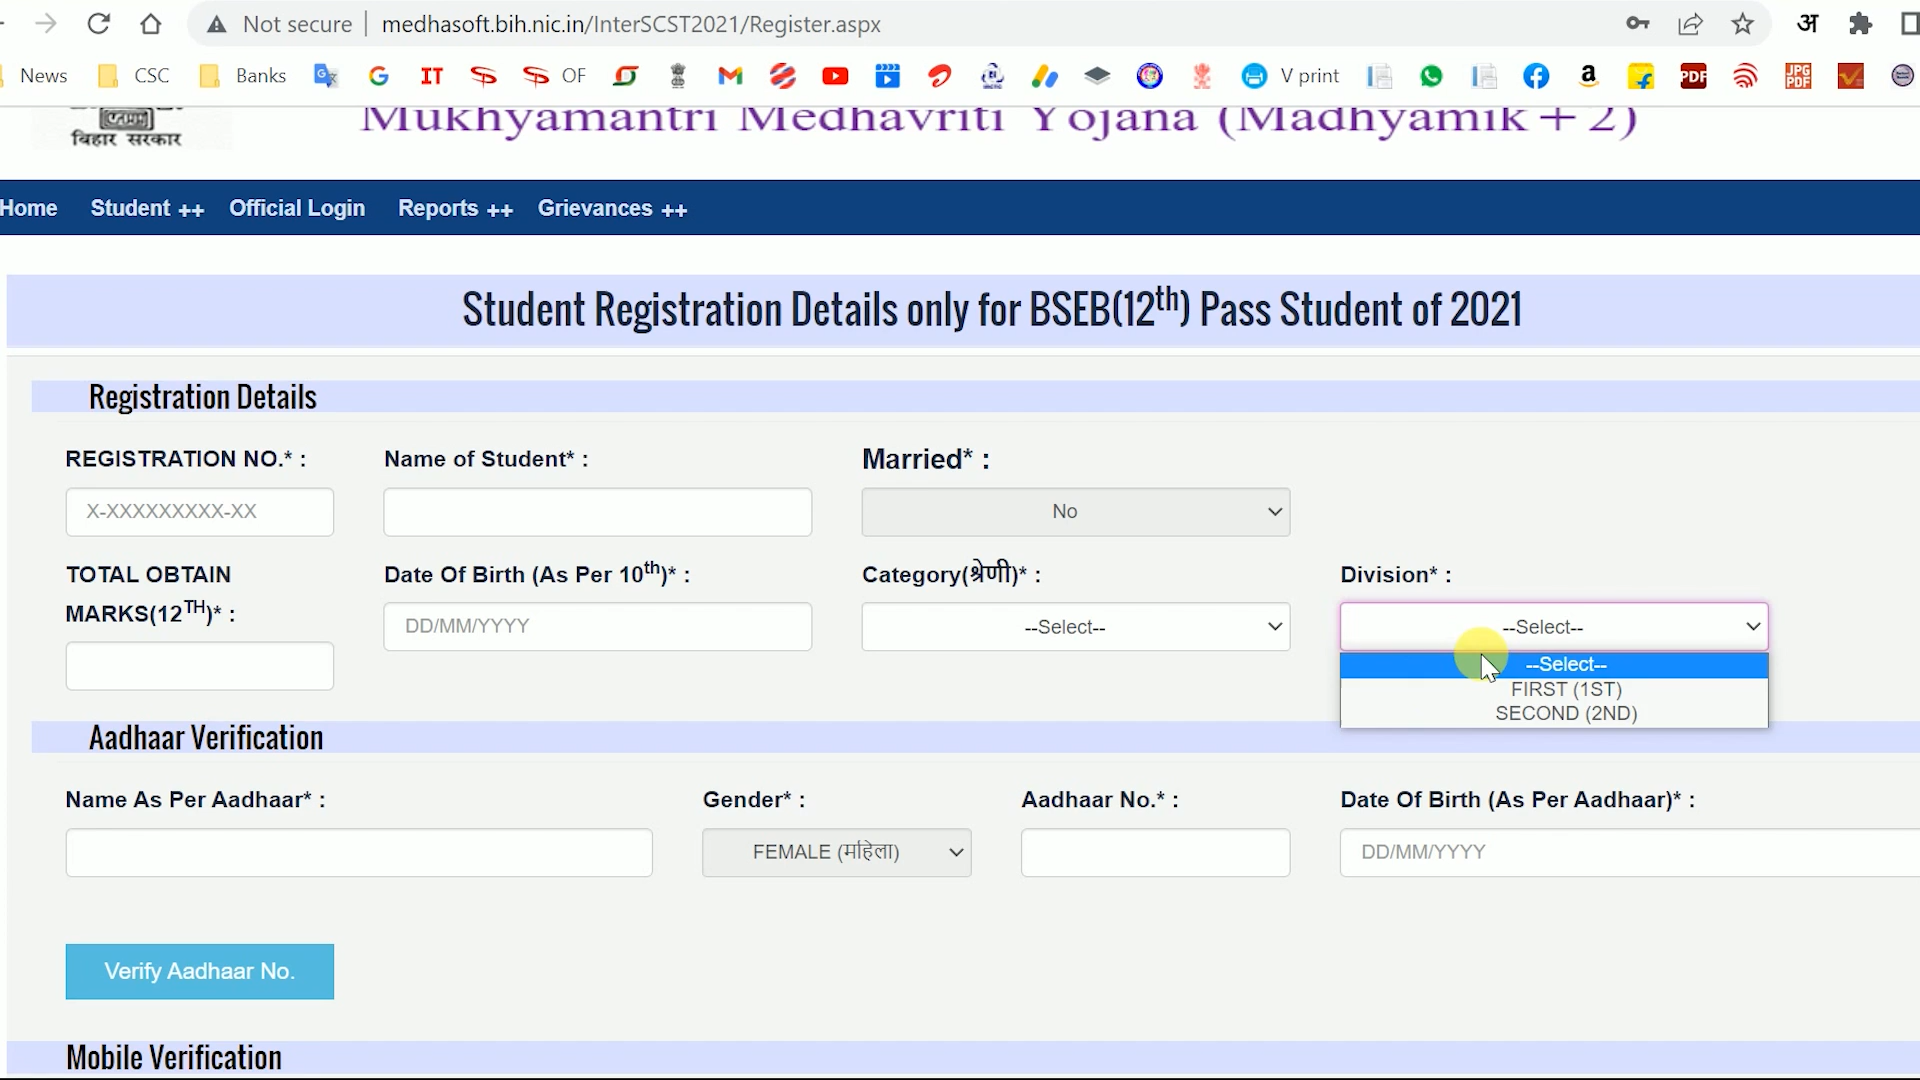 Not secure | medhasoft.bih.nic.in/InterSCST2021/Register.aspx अ
News CSC Banks G IT OF V print a PDF JPG PDF
बिहार सरकार
Mukhyamantri Medhavriti Yojana (Madhyamik + 2)
Home Student ++ Official Login Reports ++ Grievances ++
Student Registration Details only for BSEB(12th) Pass Student of 2021
Registration Details
REGISTRATION NO.* : Name of Student* : Married* :
X-XXXXXXXXX-XX No
TOTAL OBTAIN MARKS(12TH)* : Date Of Birth (As Per 10th)* : Category(श्रेणी)* : Division* :
DD/MM/YYYY --Select-- --Select--
--Select--
FIRST (1ST)
SECOND (2ND)
Aadhaar Verification
Name As Per Aadhaar* : Gender* : Aadhaar No.* : Date Of Birth (As Per Aadhaar)* :
FEMALE (महिला) DD/MM/YYYY
Verify Aadhaar No.
Mobile Verification